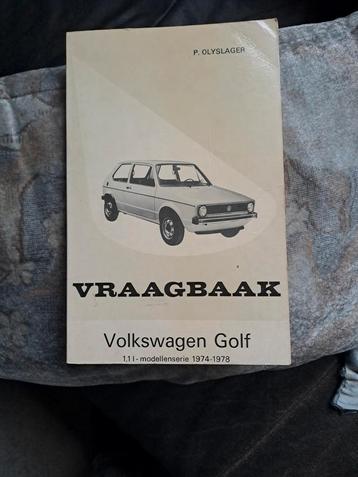 P. OLYSLAGER
VRAAGBAAK
Volkswagen Golf
1,1 l - modellenserie 1974-1978